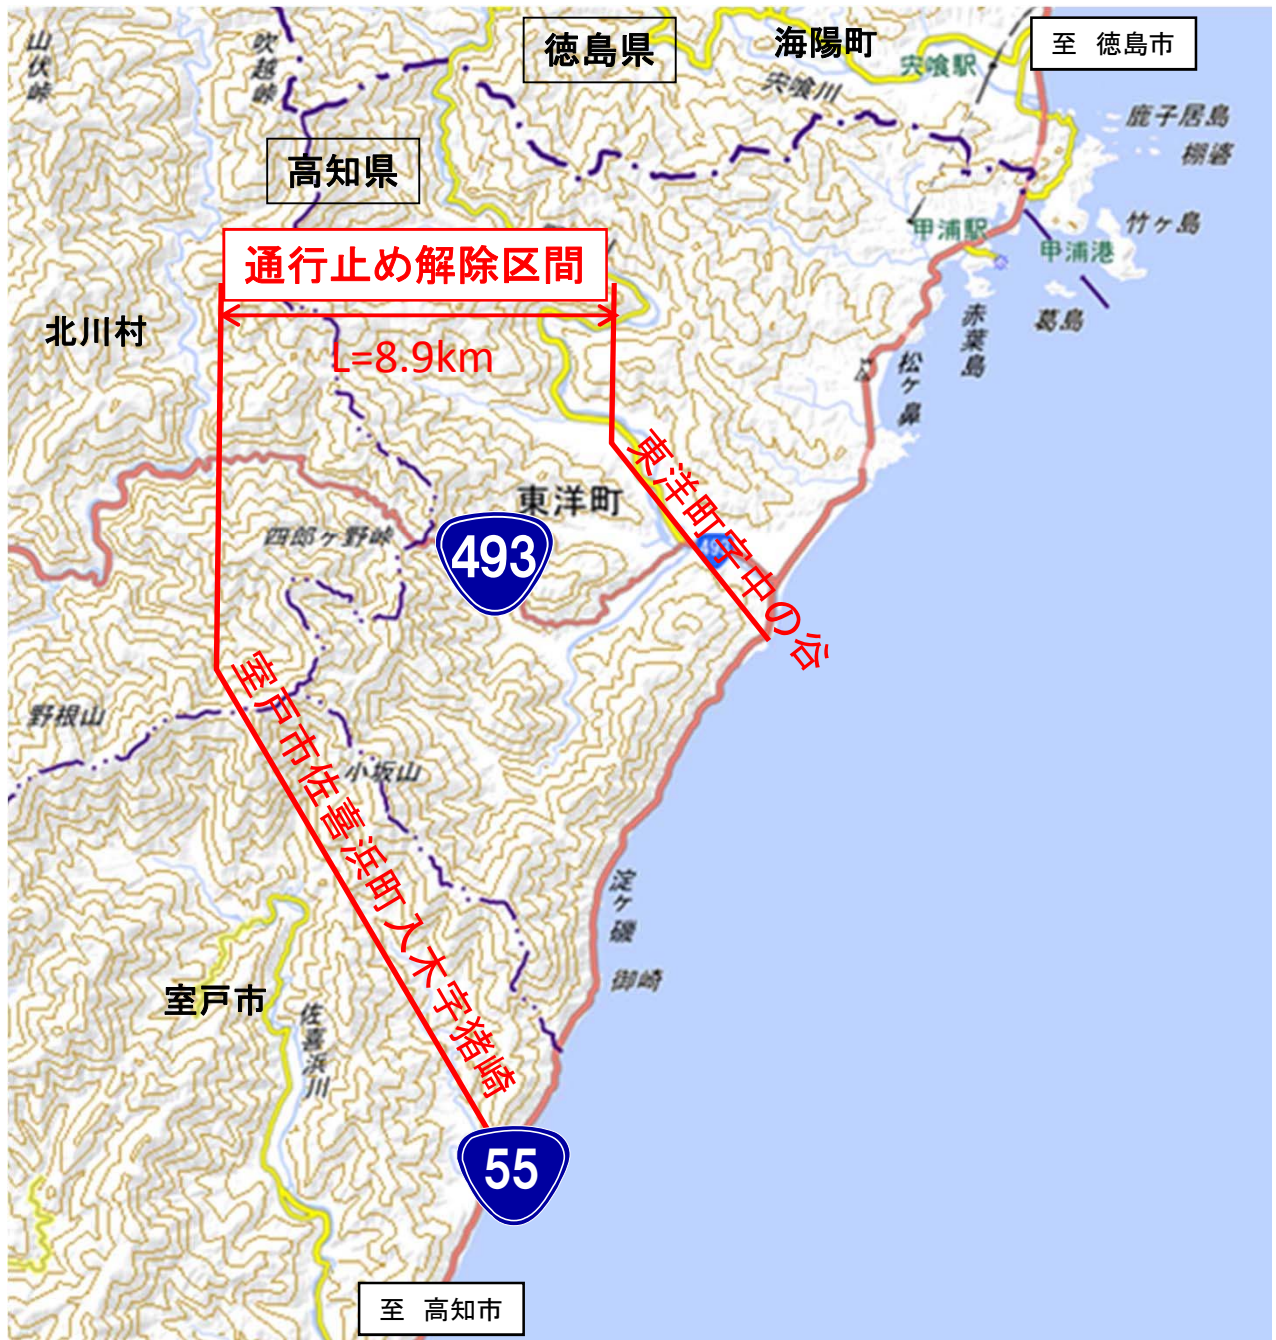 徳島県
海陽町
至 徳島市
山伏峠
吹越峠
宍喰駅
宍喰川
鹿子居島
棚碆
高知県
竹ヶ島
甲浦駅
甲浦港
通行止め解除区間
葛島
赤葉島
北川村
L=8.9km
松ヶ鼻
東洋町字中の谷
東洋町
四郎ヶ野峠
493
室戸市佐喜浜町入木字猪崎
野根山
小坂山
淀ヶ磯
御崎
室戸市
佐喜浜川
55
至 高知市